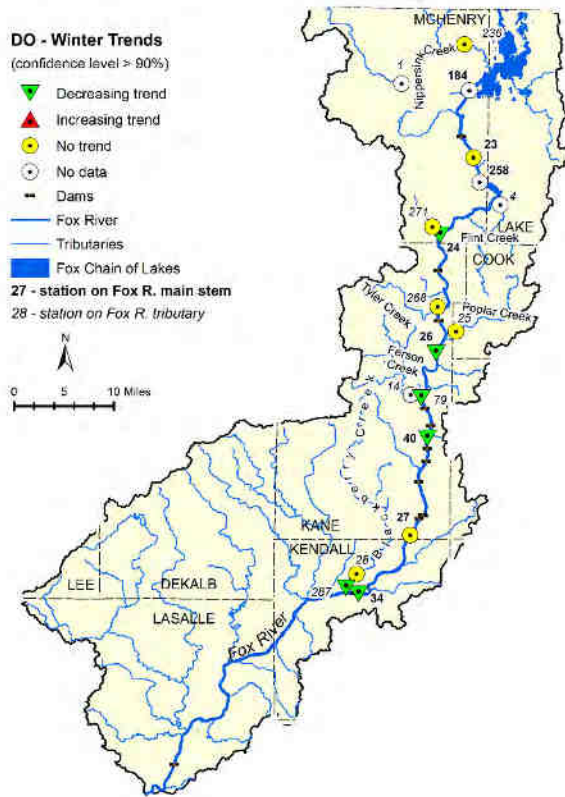 DO - Winter Trends
(confidence level > 90%)
Decreasing trend
Increasing trend
No trend
No data
Dams
Fox River
Tributaries
Fox Chain of Lakes
27 - station on Fox R. main stem
28 - station on Fox R. tributary
N
0 5 10 Miles
MCHENRY
236
Nippersink Creek
1
184
23
258
4
271
LAKE
24
Flint Creek
COOK
268
Tyler Creek
Poplar Creek
25
26
Ferson
Creek
14
79
40
Blackberry Creek
27
KANE
KENDALL
28
287
34
LEE
DEKALB
LASALLE
Fox River